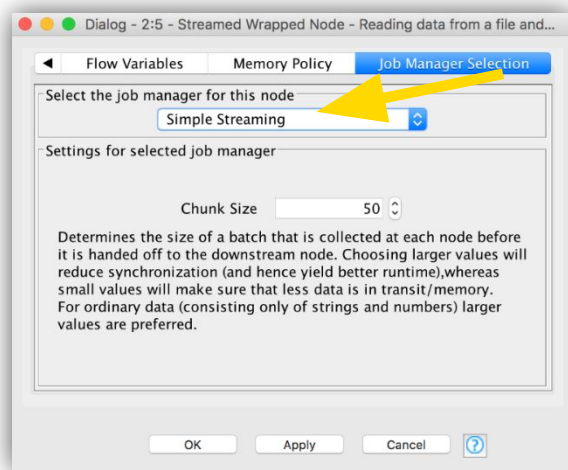 Dialog - 2:5 - Streamed Wrapped Node - Reading data from a file and...
Flow Variables
Memory Policy
Job Manager Selection
Select the job manager for this node
Simple Streaming
Settings for selected job manager
Chunk Size 50
Determines the size of a batch that is collected at each node before
it is handed off to the downstream node. Choosing larger values will
reduce synchronization (and hence yield better runtime),whereas
small values will make sure that less data is in transit/memory.
For ordinary data (consisting only of strings and numbers) larger
values are preferred.
OK
Apply
Cancel
?